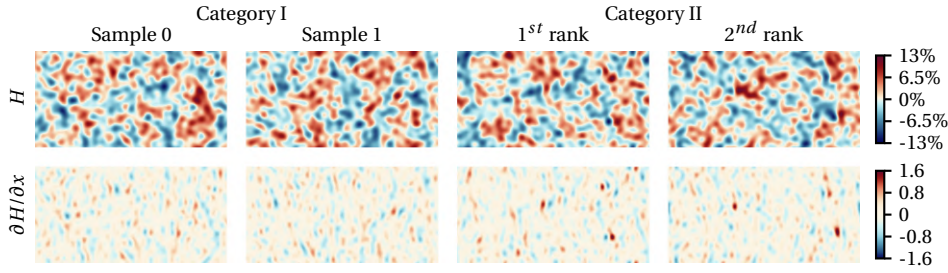 Category I
Category II
Sample 0
Sample 1
1st rank
2nd rank
H
13%
6.5%
0%
-6.5%
-13%
∂H/∂x
1.6
0.8
0
-0.8
-1.6